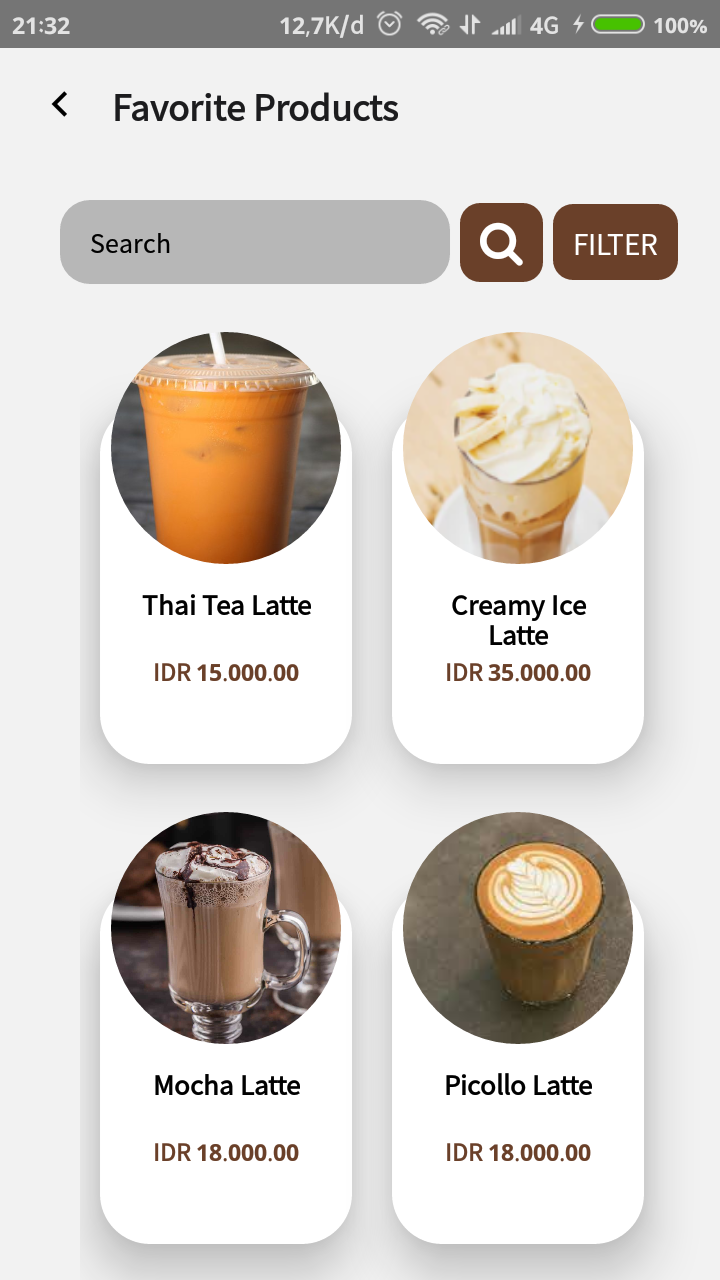 21:32 12,7K/d 4G 100%
Favorite Products
Search FILTER
Thai Tea Latte
IDR 15.000.00
Creamy Ice
Latte
IDR 35.000.00
Mocha Latte
IDR 18.000.00
Picollo Latte
IDR 18.000.00